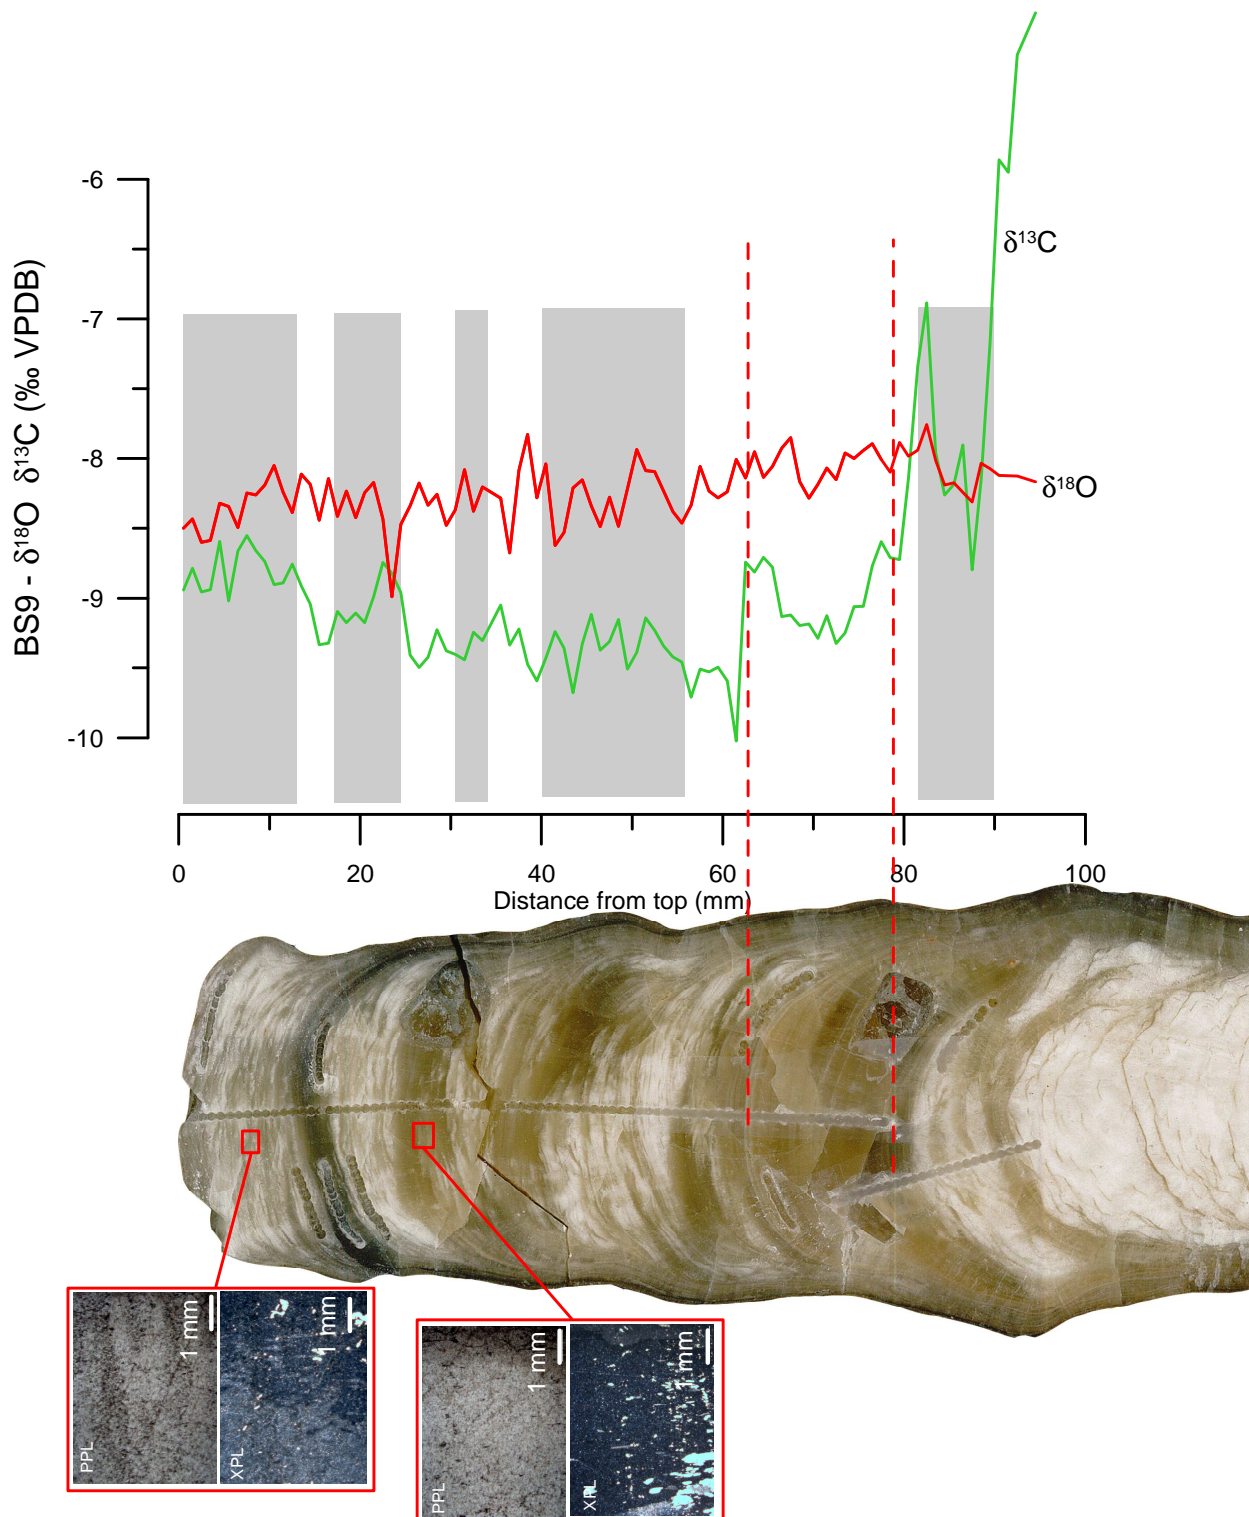 BS9 - δ¹⁸O δ¹³C (‰ VPDB)
-6
-7
-8
-9
-10
δ¹³C
δ¹⁸O
0 20 40 60 80 100
Distance from top (mm)
PPL
1 mm
XPL
1 mm
PPL
1 mm
XPL
1 mm